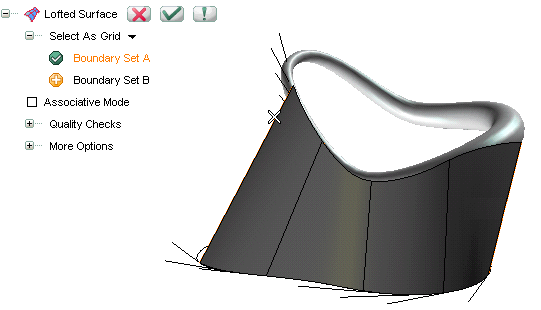 Lofted Surface
Select As Grid
Boundary Set A
Boundary Set B
Associative Mode
Quality Checks
More Options